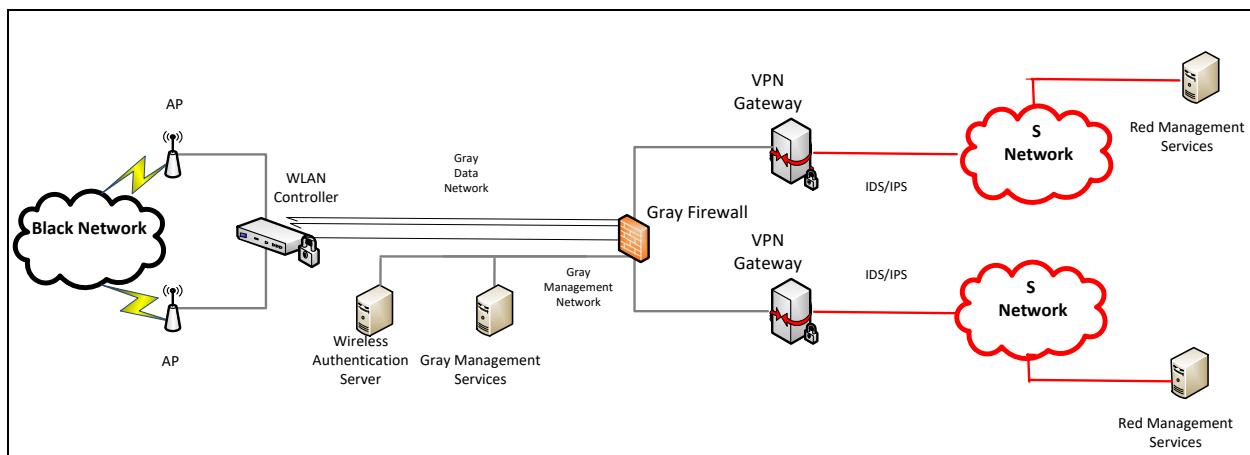 AP
Black Network
AP
WLAN
Controller
Gray
Data
Network
Wireless
Authentication
Server
Gray Management
Services
Gray
Management
Network
Gray Firewall
VPN
Gateway
IDS/IPS
S
Network
Red Management
Services
VPN
Gateway
IDS/IPS
S
Network
Red Management
Services